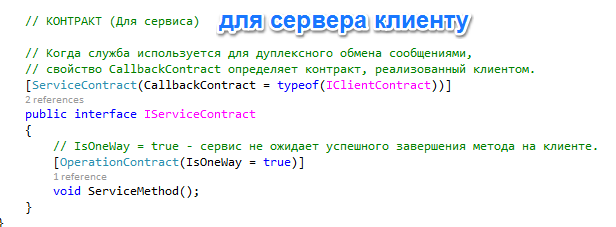 // КОНТРАКТ (Для сервиса) для сервера клиенту
// Когда служба используется для дуплексного обмена сообщениями,
// свойство CallbackContract определяет контракт, реализованный клиентом.
[ServiceContract(CallbackContract = typeof(IClientContract))]
2 references
public interface IServiceContract
{
// IsOneWay = true - сервис не ожидает успешного завершения метода на клиенте.
[OperationContract(IsOneWay = true)]
1 reference
void ServiceMethod();
}
}